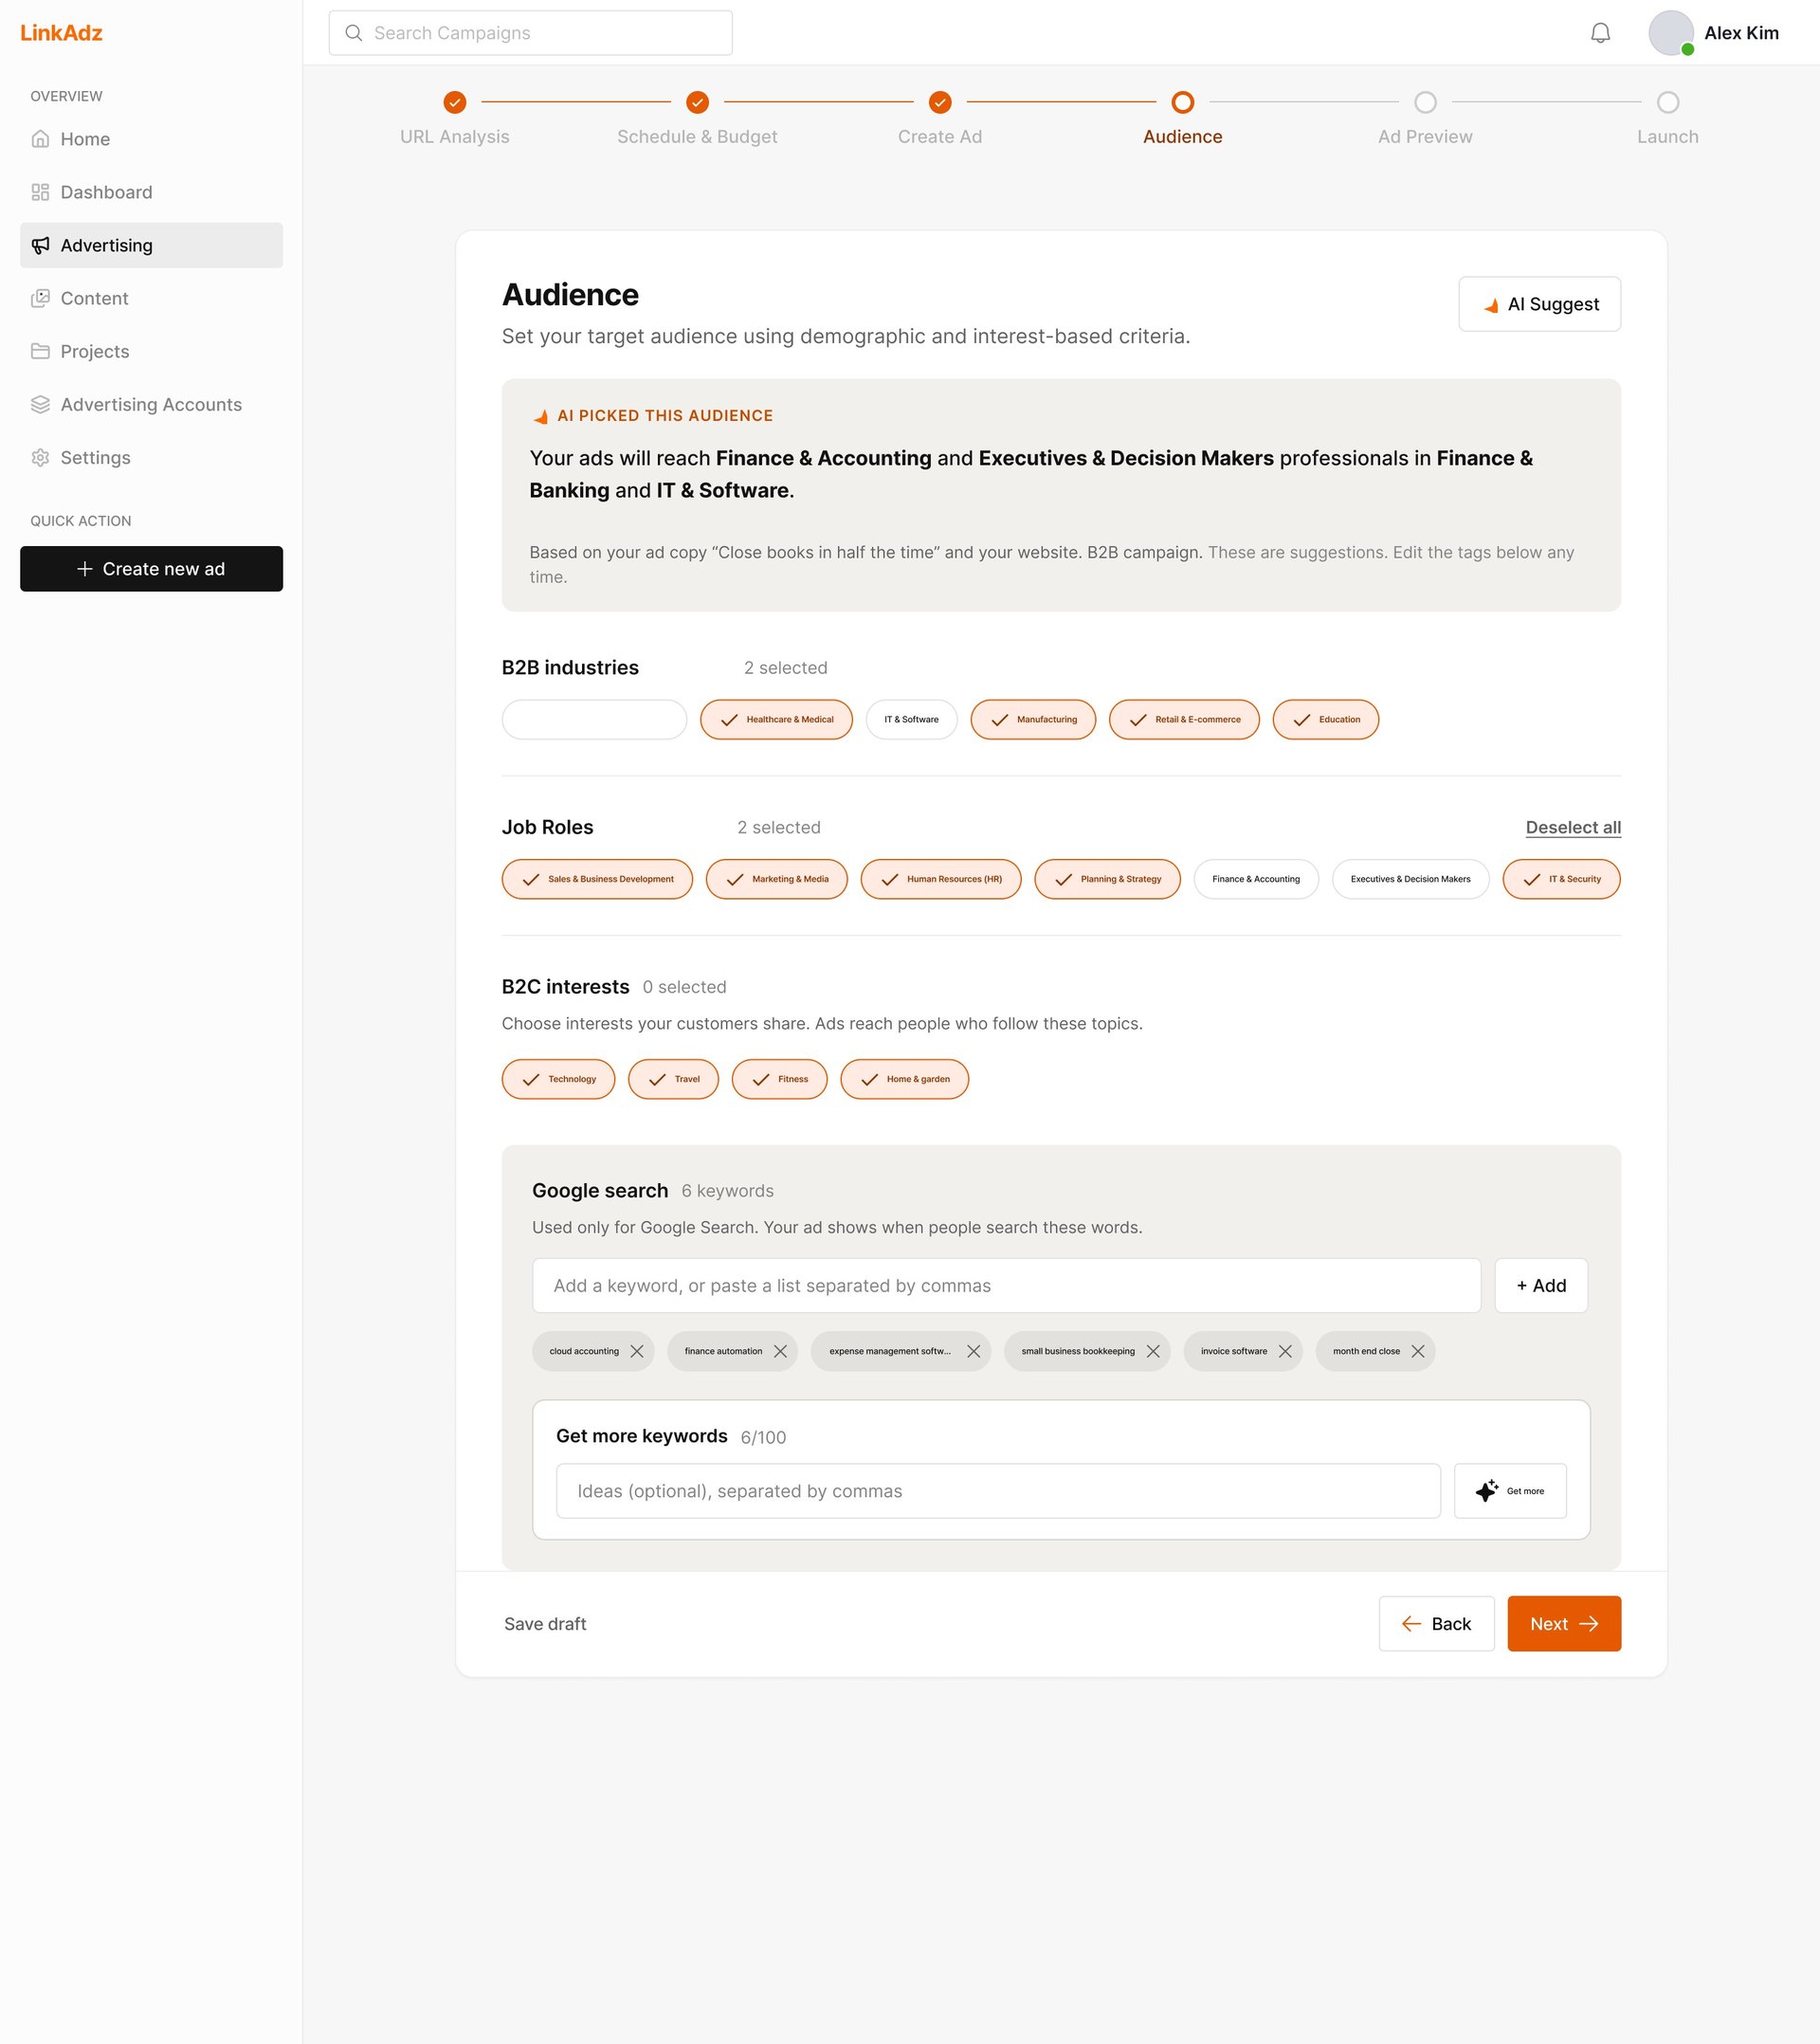 LinkAdz
Search Campaigns
Alex Kim
OVERVIEW
Home
Dashboard
Advertising
Content
Projects
Advertising Accounts
Settings
QUICK ACTION
Create new ad
URL Analysis
Schedule & Budget
Create Ad
Audience
Ad Preview
Launch
Audience
AI Suggest
Set your target audience using demographic and interest-based criteria.
AI PICKED THIS AUDIENCE
Your ads will reach Finance & Accounting and Executives & Decision Makers professionals in Finance &
Banking and IT & Software.
Based on your ad copy “Close books in half the time” and your website. B2B campaign. These are suggestions. Edit the tags below any
time.
B2B industries 2 selected
Healthcare & Medical
IT & Software
Manufacturing
Retail & E-commerce
Education
Job Roles 2 selected
Deselect all
Sales & Business Development
Marketing & Media
Human Resources (HR)
Planning & Strategy
Finance & Accounting
Executives & Decision Makers
IT & Security
B2C interests 0 selected
Choose interests your customers share. Ads reach people who follow these topics.
Technology
Travel
Fitness
Home & garden
Google search 6 keywords
Used only for Google Search. Your ad shows when people search these words.
Add a keyword, or paste a list separated by commas
+ Add
cloud accounting
finance automation
expense management softw...
small business bookkeeping
invoice software
month end close
Get more keywords 6/100
Ideas (optional), separated by commas
Get more
Save draft
Back
Next